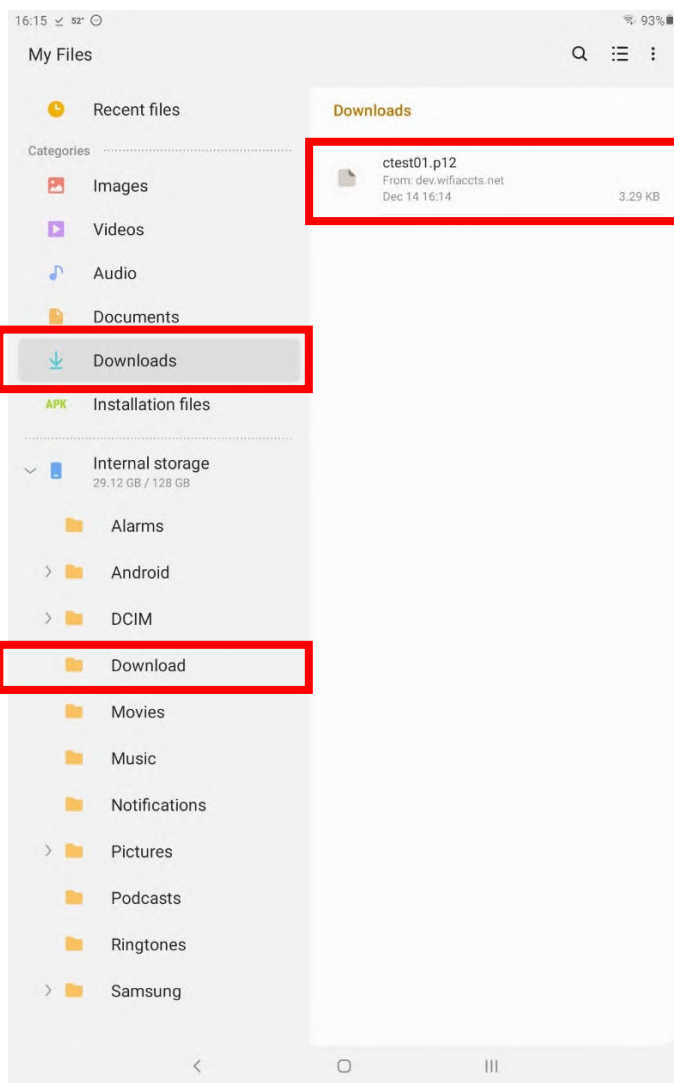 16:15 52°
93%
My Files
Recent files
Categories
Images
Videos
Audio
Documents
Downloads
APK Installation files
Internal storage
29.12 GB / 128 GB
Alarms
Android
DCIM
Download
Movies
Music
Notifications
Pictures
Podcasts
Ringtones
Samsung
Downloads
ctest01.p12
From: dev.wifiaccts.net
Dec 14 16:14 3.29 KB